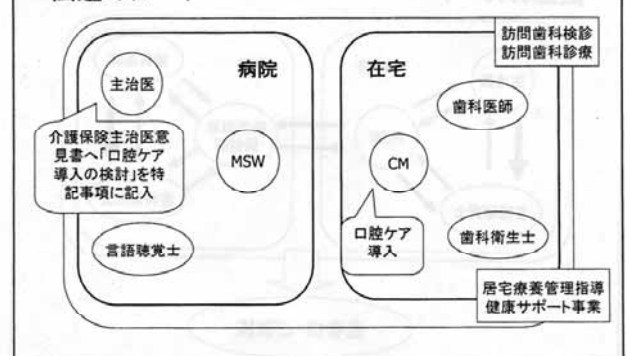 訪問歯科検診
訪問歯科診療
病院
在宅
主治医
歯科医師
介護保険主治医意
見書へ「口腔ケア
導入の検討」を特
記事項に記入
MSW
CM
口腔ケア
導入
言語聴覚士
歯科衛生士
居宅療養管理指導
健康サポート事業